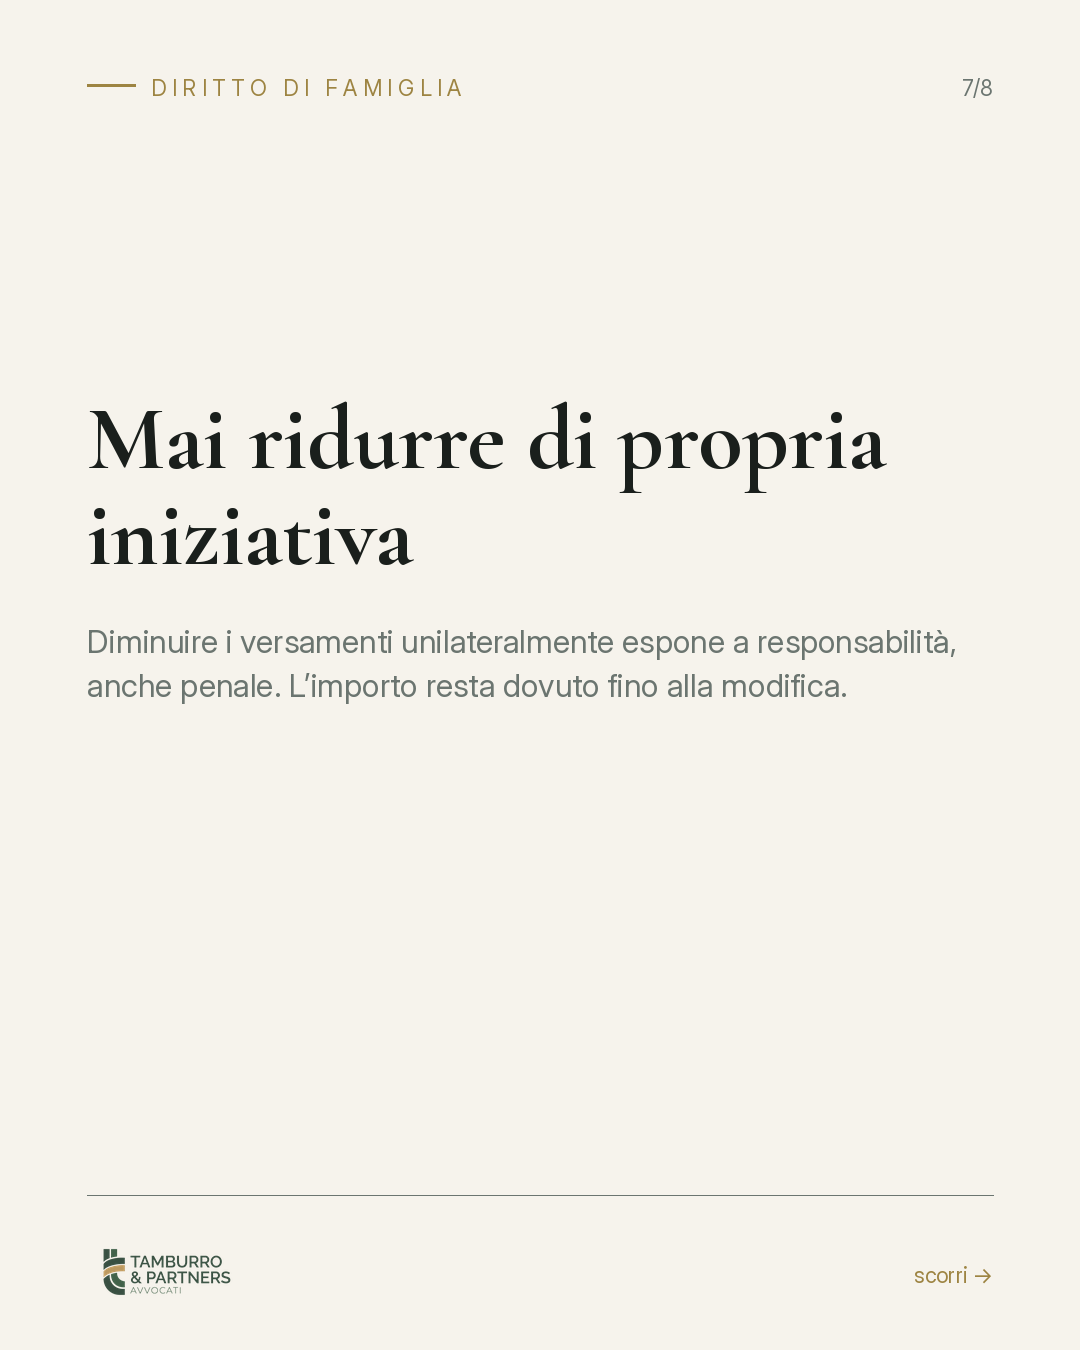 DIRITTO DI FAMIGLIA
7/8
Mai ridurre di propria
iniziativa
Diminuire i versamenti unilateralmente espone a responsabilità,
anche penale. L’importo resta dovuto fino alla modifica.
TAMBURRO
& PARTNERS
AVVOCATI
scorri →